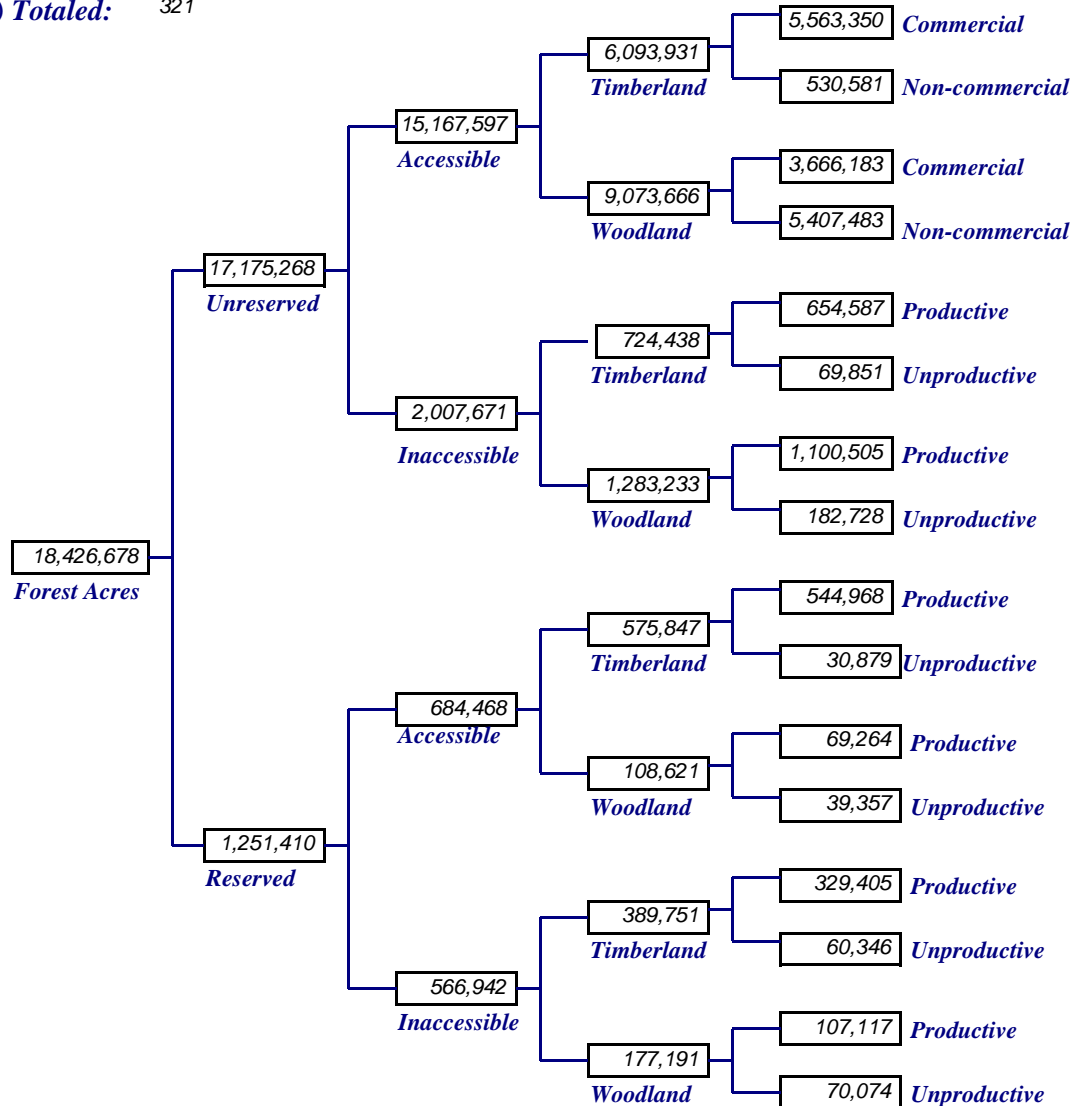 ) Totaled: 321
5,563,350 Commercial
6,093,931
Timberland
530,581 Non-commercial
15,167,597
Accessible
3,666,183 Commercial
9,073,666
Woodland
5,407,483 Non-commercial
17,175,268
Unreserved
654,587 Productive
724,438
Timberland
69,851 Unproductive
2,007,671
Inaccessible
1,100,505 Productive
1,283,233
Woodland
182,728 Unproductive
18,426,678
Forest Acres
544,968 Productive
575,847
Timberland
30,879 Unproductive
684,468
Accessible
69,264 Productive
108,621
Woodland
39,357 Unproductive
1,251,410
Reserved
329,405 Productive
389,751
Timberland
60,346 Unproductive
566,942
Inaccessible
107,117 Productive
177,191
Woodland
70,074 Unproductive